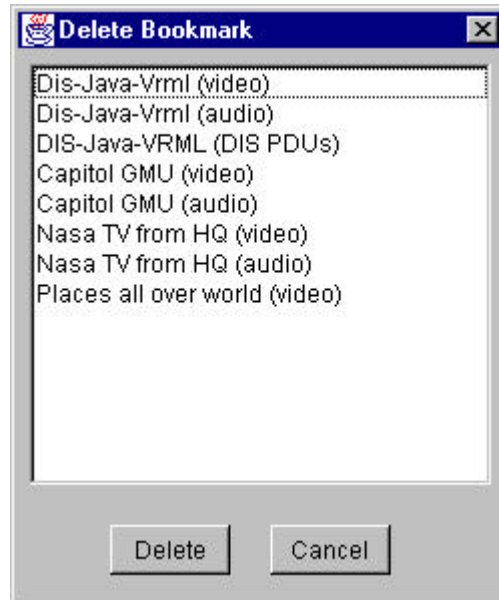 Delete Bookmark
Dis-Java-Vrml (video)
Dis-Java-Vrml (audio)
DIS-Java-VRML (DIS PDUs)
Capitol GMU (video)
Capitol GMU (audio)
Nasa TV from HQ (video)
Nasa TV from HQ (audio)
Places all over world (video)
Delete Cancel